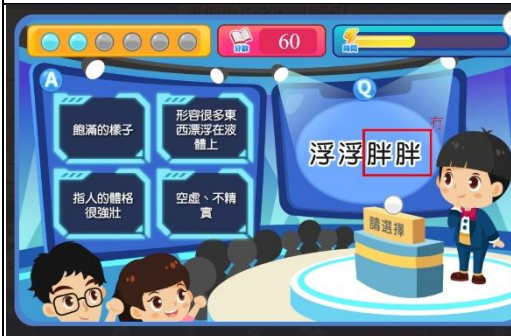 分數
60
時間
A
飽滿的樣子
形容很多東
西漂浮在液
體上
指人的體格
很強壯
空虛、不精
實
Q
冇
浮浮胖胖
請選擇